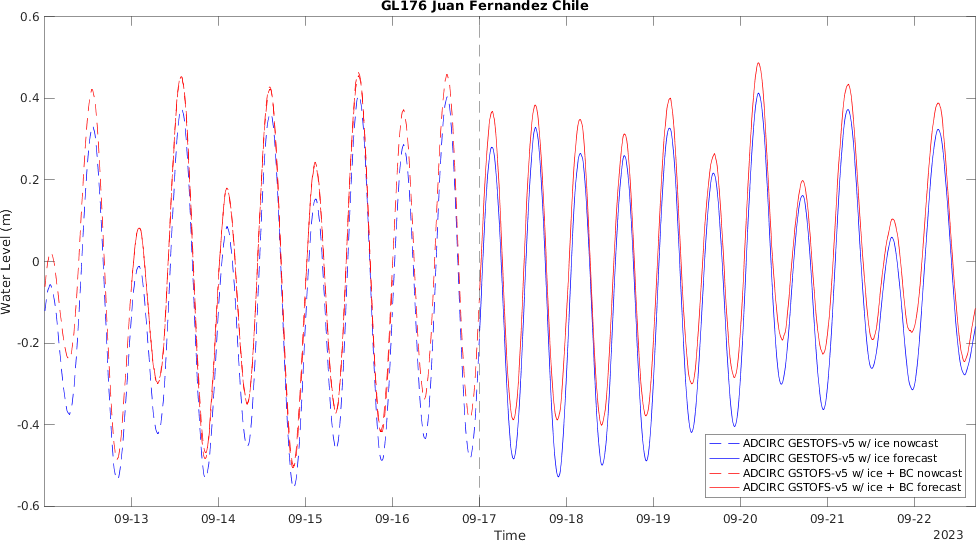 GL176 Juan Fernandez Chile
0.6
0.4
0.2
0
-0.2
-0.4
-0.6
Water Level (m)
ADCIRC GESTOFS-v5 w/ ice nowcast
ADCIRC GESTOFS-v5 w/ ice forecast
ADCIRC GSTOFS-v5 w/ ice + BC nowcast
ADCIRC GSTOFS-v5 w/ ice + BC forecast
09-13 09-14 09-15 09-16 09-17 09-18 09-19 09-20 09-21 09-22
Time
2023